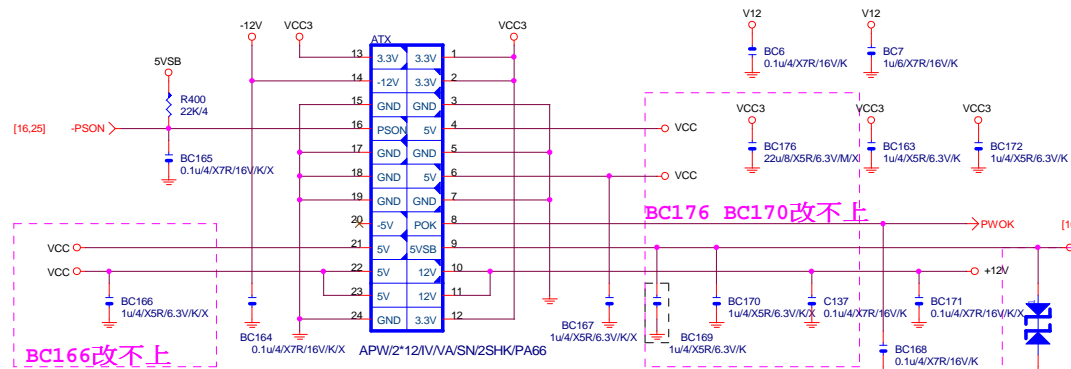 -12V
VCC3
ATX
VCC3
V12
V12
BC6
0.1u/4/X7R/16V/K
BC7
1u/6/X7R/16V/K
5VSB
R400
22K/4
[16,25]
-PSON
BC165
0.1u/4/X7R/16V/K/X
13
3.3V
3.3V
1
14
-12V
3.3V
2
15
GND
GND
3
16
PSON
5V
4
17
GND
GND
5
18
GND
5V
6
19
GND
GND
7
20
-5V
POK
8
21
5V
5VSB
9
22
5V
12V
10
23
5V
12V
11
24
GND
3.3V
12
VCC
VCC
VCC3
BC176
22u/8/X5R/6.3V/M/X
VCC3
BC163
1u/4/X5R/6.3V/K
VCC3
BC172
1u/4/X5R/6.3V/K
BC176 BC170改不上
PWOK
[16
VCC
VCC
+12V
BC166
1u/4/X5R/6.3V/K/X
BC166改不上
BC164
0.1u/4/X7R/16V/K/X
APW/2*12/IV/VA/SN/2SHK/PA66
BC167
1u/4/X5R/6.3V/K/X
BC169
1u/4/X5R/6.3V/K
BC170
1u/4/X5R/6.3V/K/X
C137
0.1u/4/X7R/16V/K
BC171
0.1u/4/X7R/16V/K/X
BC168
0.1u/4/X7R/16V/K